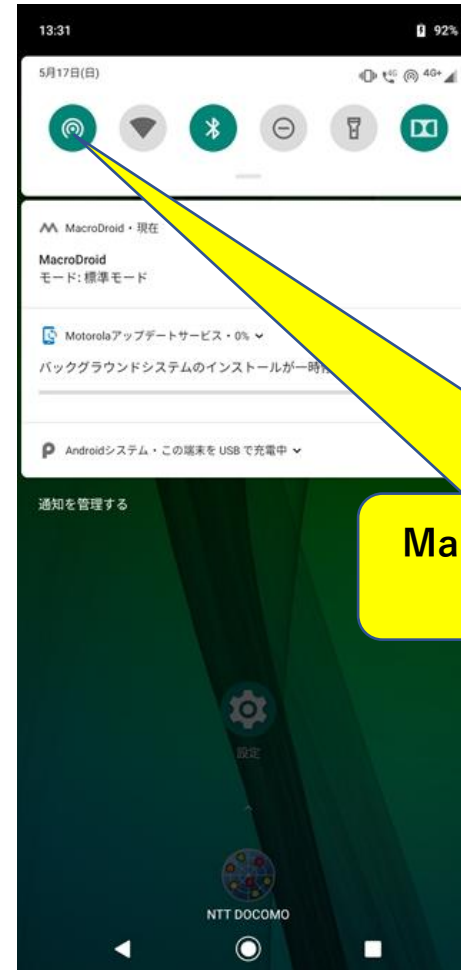 13:31 92%
5月17日(日) 4G 4G+
MacroDroid・現在
MacroDroid
モード: 標準モード
Motorolaアップデートサービス・0%
バックグラウンドシステムのインストールが一時
Androidシステム・この端末を USB で充電中
通知を管理する
Ma
設定
NTT DOCOMO